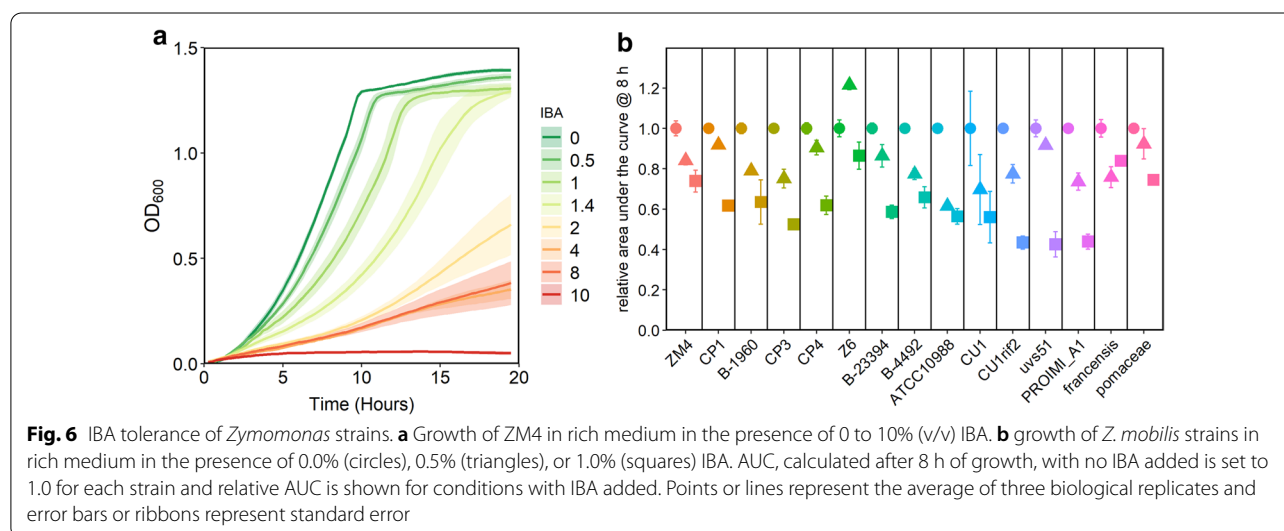 a
OD600
1.5
1.0
0.5
0.0
0 5 10 15 20
Time (Hours)
IBA
0
0.5
1
1.4
2
4
8
10
b
relative area under the curve @ 8 h
1.2
1.0
0.8
0.6
0.4
0.2
0.0
ZM4
CP1
B-1960
CP3
CP4
Z6
B-23394
B-4492
ATCC10988
CU1
CU1rif2
uvs51
PROIMI_A1
francensis
pomaceae
Fig. 6 IBA tolerance of Zymomonas strains. a Growth of ZM4 in rich medium in the presence of 0 to 10% (v/v) IBA. b growth of Z. mobilis strains in
rich medium in the presence of 0.0% (circles), 0.5% (triangles), or 1.0% (squares) IBA. AUC, calculated after 8 h of growth, with no IBA added is set to
1.0 for each strain and relative AUC is shown for conditions with IBA added. Points or lines represent the average of three biological replicates and
error bars or ribbons represent standard error